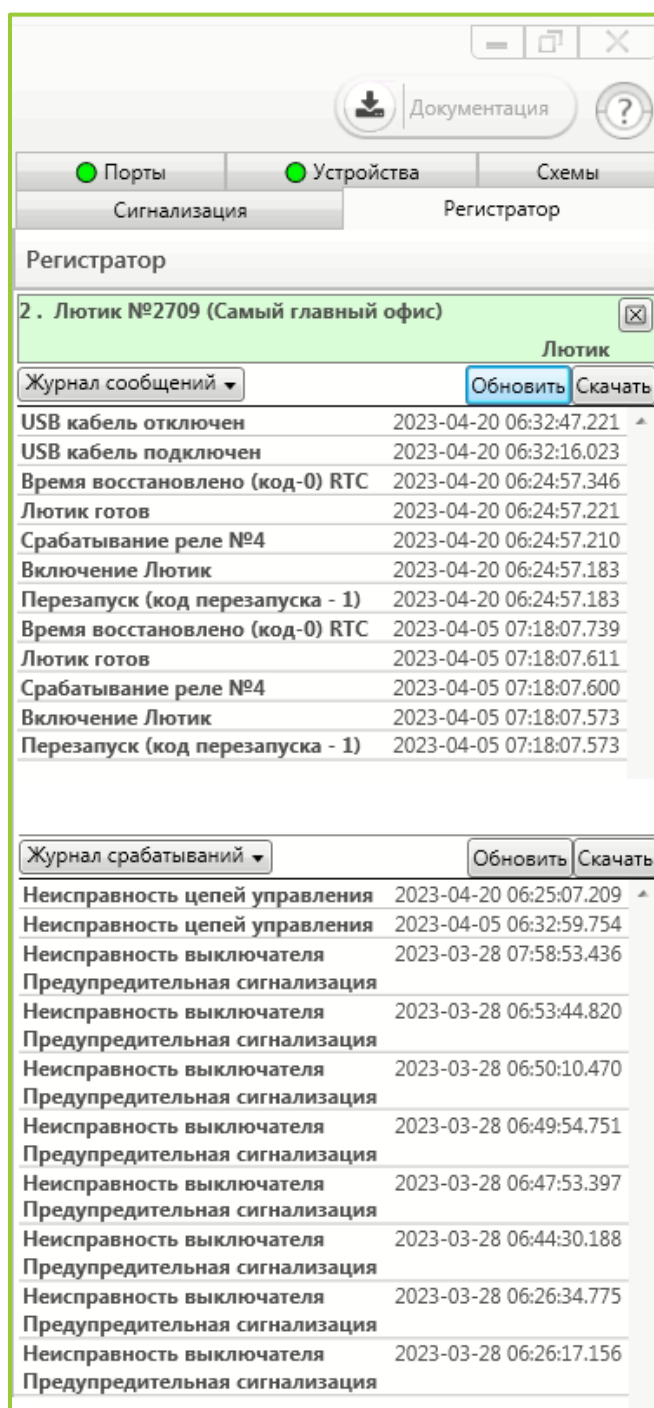 Документация
?
Порты Устройства Схемы
Сигнализация Регистратор
Регистратор
2 . Лютик №2709 (Самый главный офис)
Лютик
Журнал сообщений Обновить Скачать
USB кабель отключен 2023-04-20 06:32:47.221
USB кабель подключен 2023-04-20 06:32:16.023
Время восстановлено (код-0) RTC 2023-04-20 06:24:57.346
Лютик готов 2023-04-20 06:24:57.221
Срабатывание реле №4 2023-04-20 06:24:57.210
Включение Лютик 2023-04-20 06:24:57.183
Перезапуск (код перезапуска - 1) 2023-04-20 06:24:57.183
Время восстановлено (код-0) RTC 2023-04-05 07:18:07.739
Лютик готов 2023-04-05 07:18:07.611
Срабатывание реле №4 2023-04-05 07:18:07.600
Включение Лютик 2023-04-05 07:18:07.573
Перезапуск (код перезапуска - 1) 2023-04-05 07:18:07.573
Журнал срабатываний Обновить Скачать
Неисправность цепей управления 2023-04-20 06:25:07.209
Неисправность цепей управления 2023-04-05 06:32:59.754
Неисправность выключателя 2023-03-28 07:58:53.436
Предупредительная сигнализация
Неисправность выключателя 2023-03-28 06:53:44.820
Предупредительная сигнализация
Неисправность выключателя 2023-03-28 06:50:10.470
Предупредительная сигнализация
Неисправность выключателя 2023-03-28 06:49:54.751
Предупредительная сигнализация
Неисправность выключателя 2023-03-28 06:47:53.397
Предупредительная сигнализация
Неисправность выключателя 2023-03-28 06:44:30.188
Предупредительная сигнализация
Неисправность выключателя 2023-03-28 06:26:34.775
Предупредительная сигнализация
Неисправность выключателя 2023-03-28 06:26:17.156
Предупредительная сигнализация